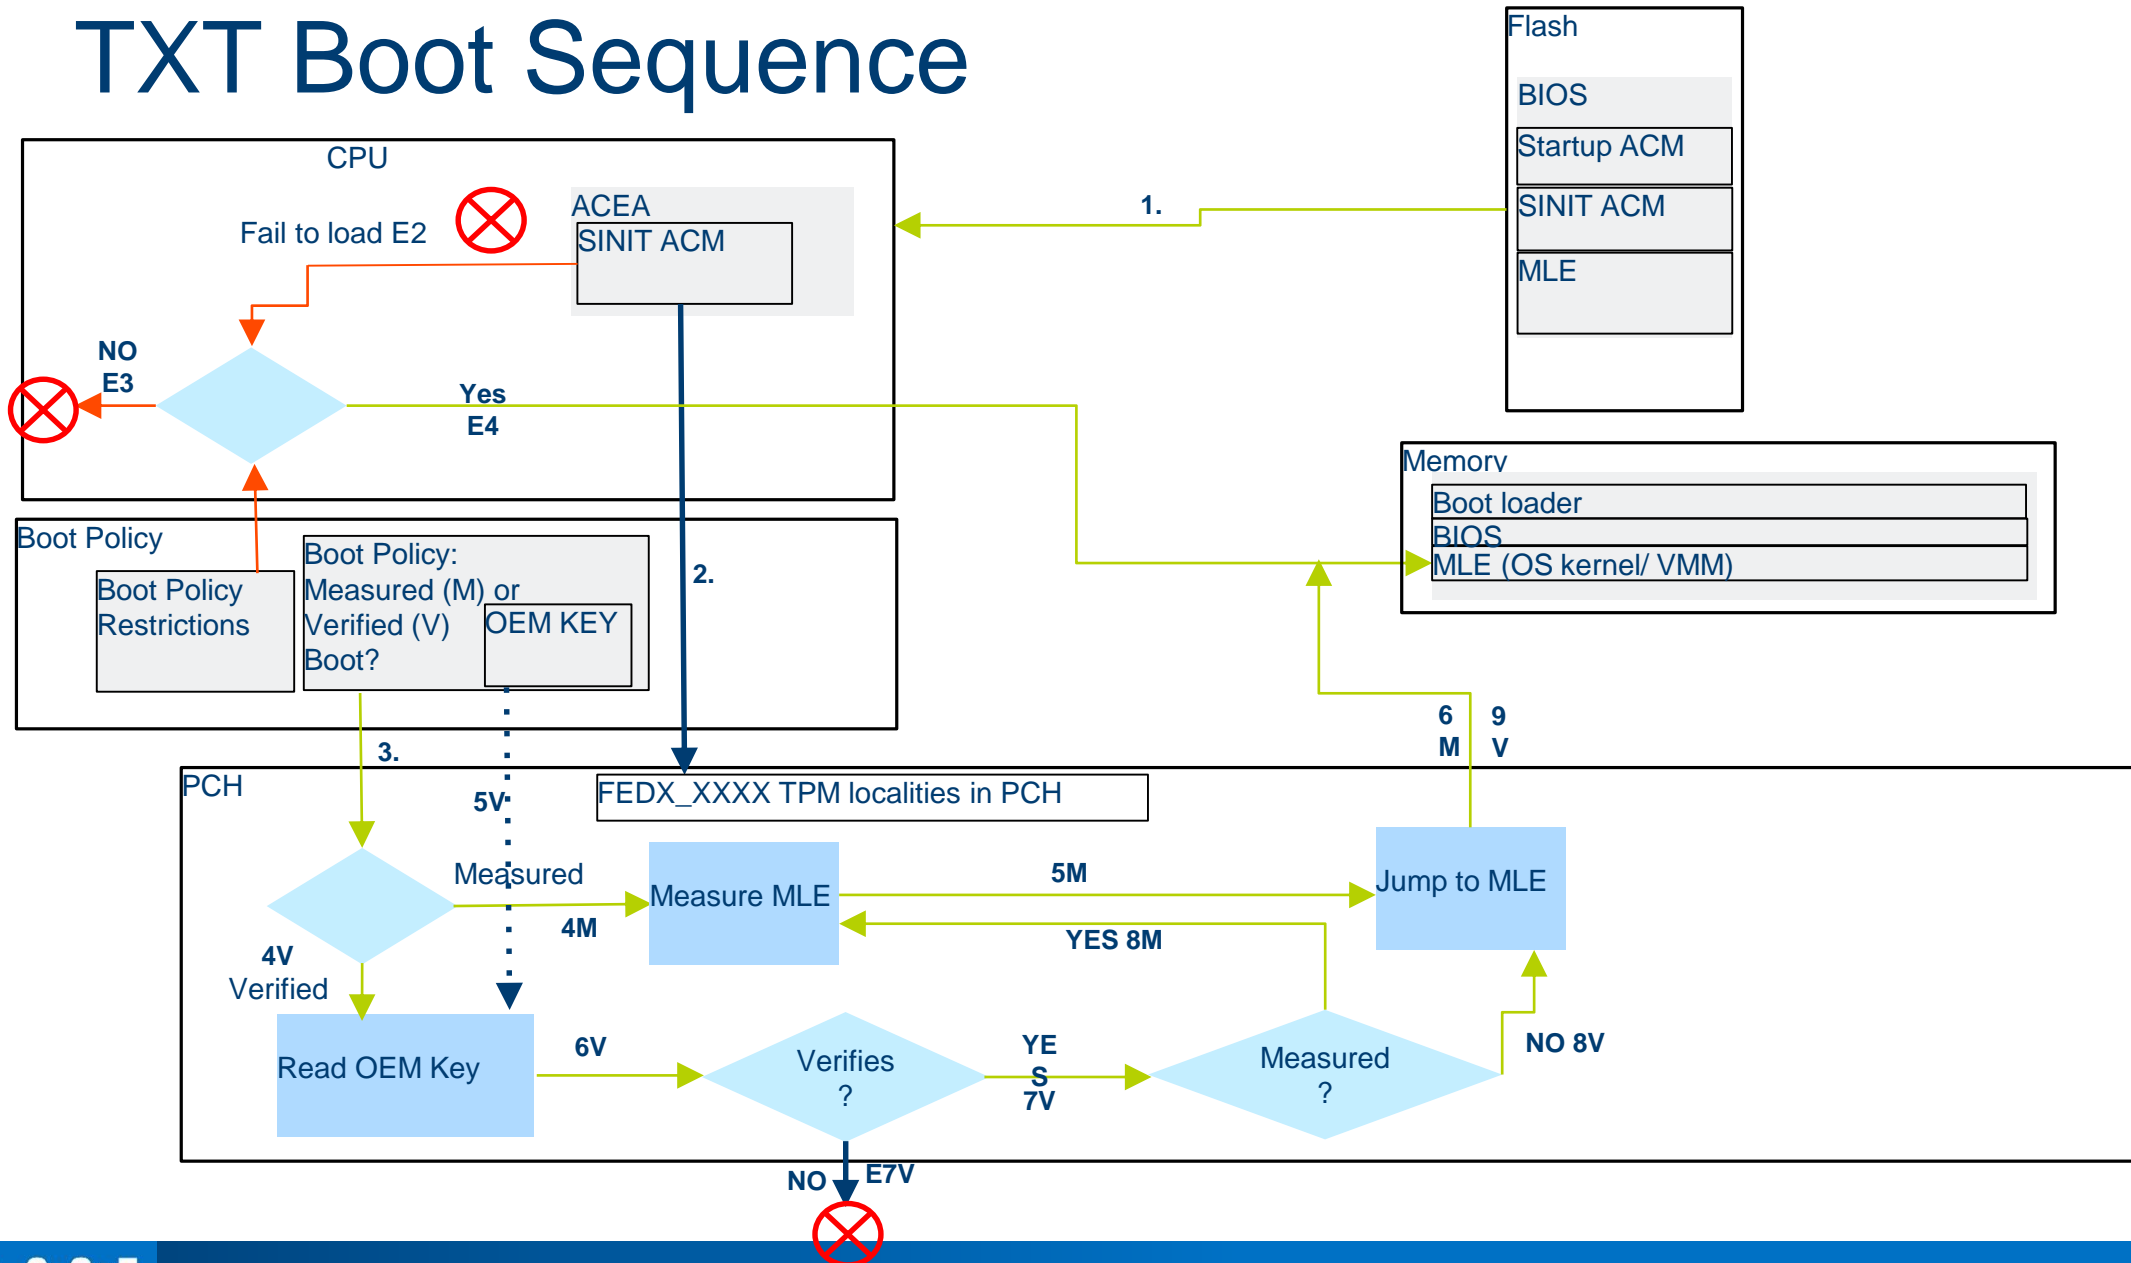 TXT Boot Sequence
Flash
BIOS
Startup ACM
SINIT ACM
MLE
CPU
ACEA
SINIT ACM
Fail to load E2
1.
NO
E3
Yes
E4
Memory
Boot loader
BIOS
MLE (OS kernel/ VMM)
Boot Policy
Boot Policy
Restrictions
Boot Policy:
Measured (M) or
Verified (V)
Boot?
OEM KEY
2.
3.
6
M
9
V
PCH
FEDX_XXXX TPM localities in PCH
5V
Measured
4M
Measure MLE
5M
Jump to MLE
YES 8M
4V
Verified
Read OEM Key
6V
Verifies
?
YE
S
7V
Measured
?
NO 8V
NO
E7V